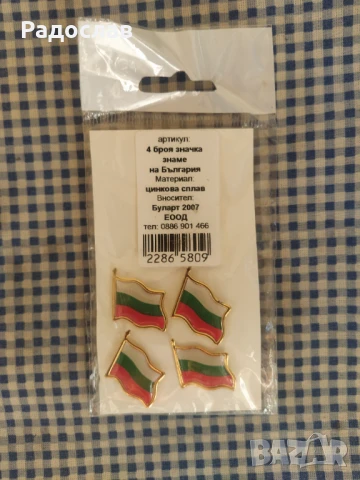 Радослав
артикул:
4 броя значка
знаме
на България
Материал:
цинкова сплав
Вносител:
Буларт 2007
ЕООД
тел: 0886 901 466
2286 5809
BAZAR